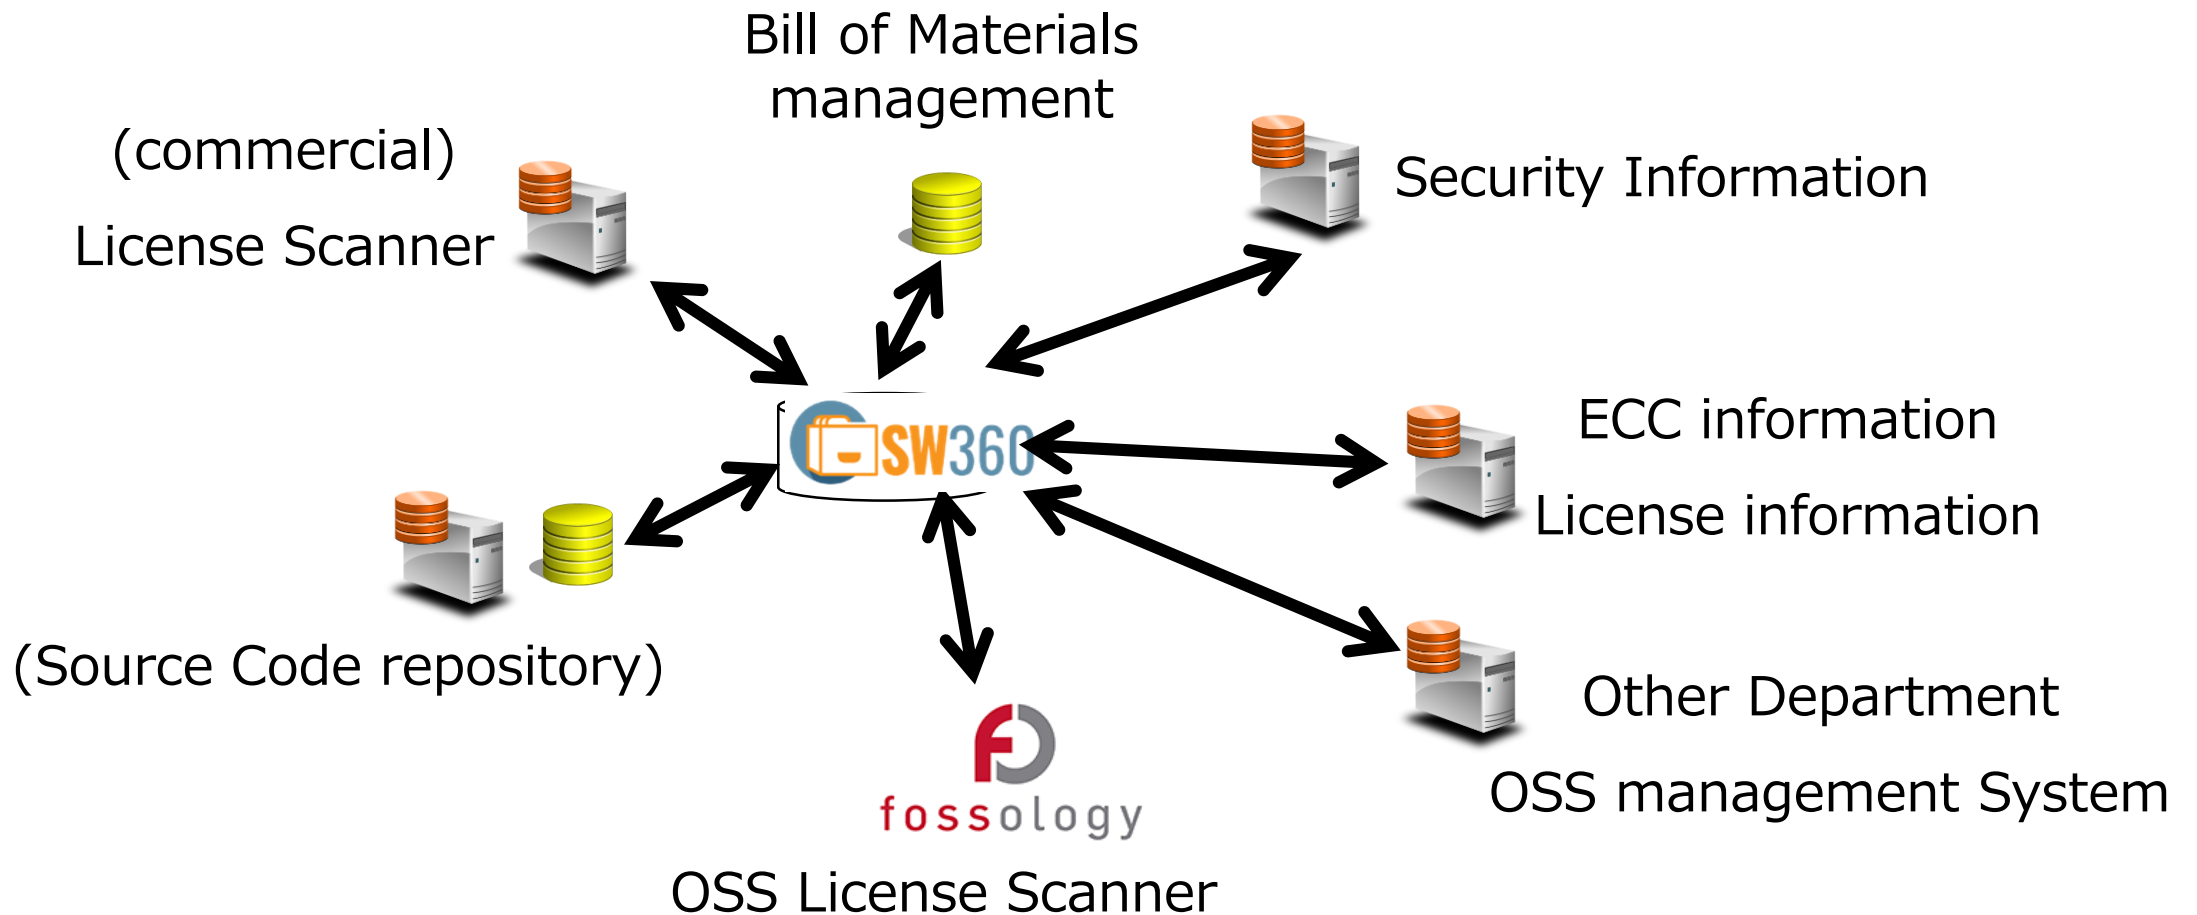 Bill of Materials
management
(commercial)
License Scanner
Security Information
SW360
ECC information
License information
(Source Code repository)
Other Department
OSS management System
fossology
OSS License Scanner